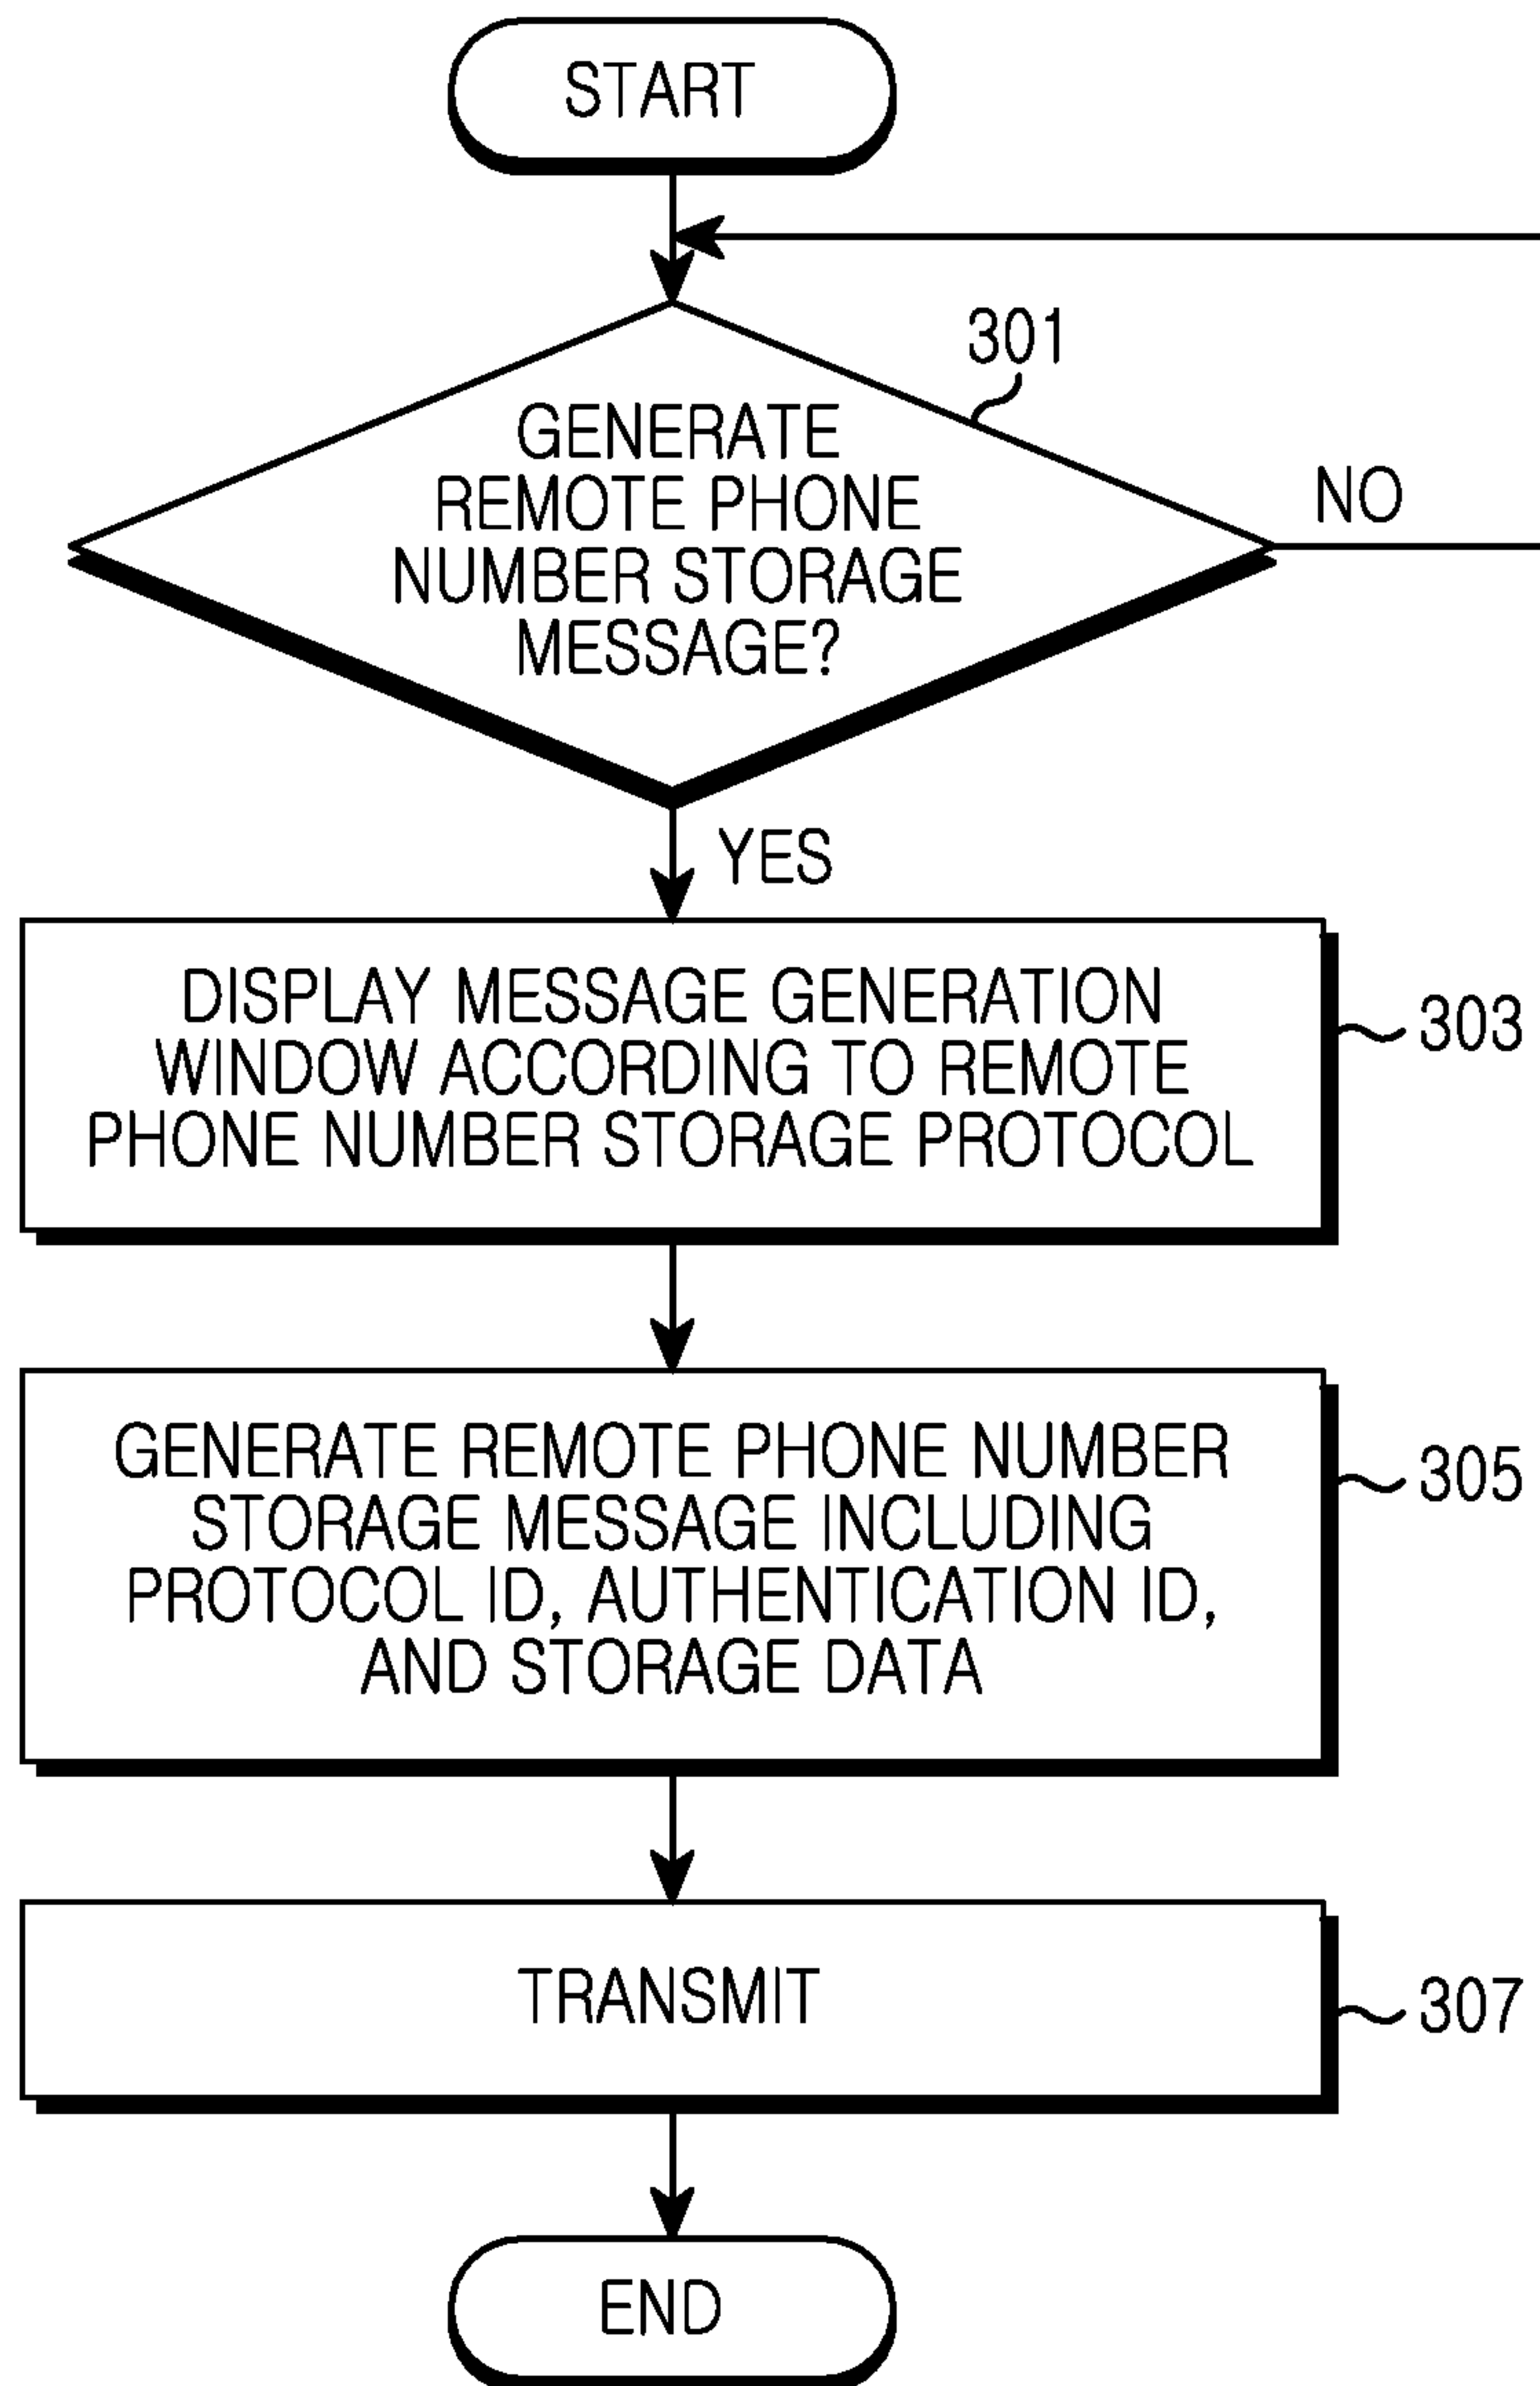 START
301
GENERATE
REMOTE PHONE
NUMBER STORAGE
MESSAGE?
NO
YES
DISPLAY MESSAGE GENERATION
WINDOW ACCORDING TO REMOTE
PHONE NUMBER STORAGE PROTOCOL
303
GENERATE REMOTE PHONE NUMBER
STORAGE MESSAGE INCLUDING
PROTOCOL ID, AUTHENTICATION ID,
AND STORAGE DATA
305
TRANSMIT
307
END